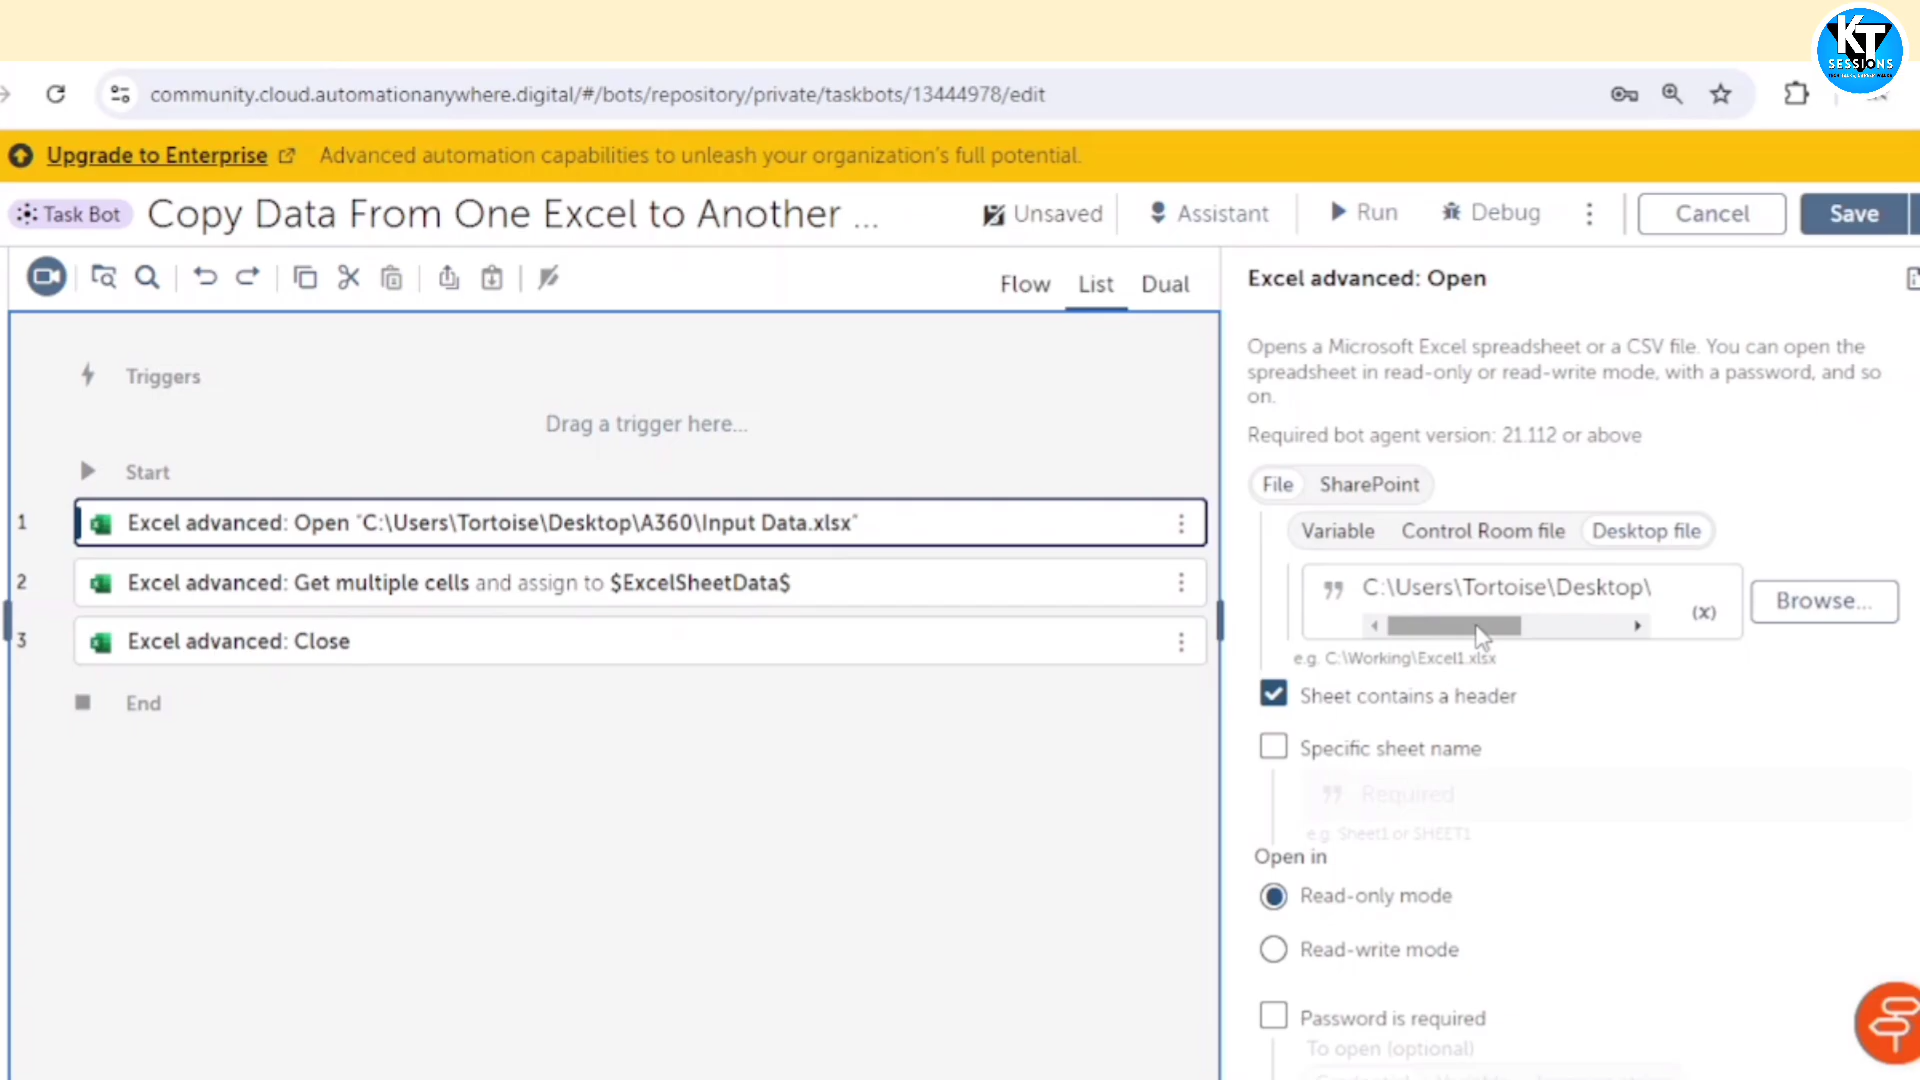 KT
SESSIONS
community.cloud.automationanywhere.digital/#/bots/repository/private/taskbots/13444978/edit
Upgrade to Enterprise Advanced automation capabilities to unleash your organization's full potential.
Task Bot Copy Data From One Excel to Another ... Unsaved Assistant Run Debug Cancel Save
Flow List Dual
Triggers
Drag a trigger here...
Start
1 Excel advanced: Open "C:\Users\Tortoise\Desktop\A360\Input Data.xlsx"
2 Excel advanced: Get multiple cells and assign to $ExcelSheetData$
3 Excel advanced: Close
End
Excel advanced: Open
Opens a Microsoft Excel spreadsheet or a CSV file. You can open the
spreadsheet in read-only or read-write mode, with a password, and so
on.
Required bot agent version: 21.112 or above
File SharePoint
Variable Control Room file Desktop file
C:\Users\Tortoise\Desktop\
(x) Browse...
e.g. C:\Working\Excel1.xlsx
Sheet contains a header
Specific sheet name
Required
e.g. Sheet1 or SHEET1
Open in
Read-only mode
Read-write mode
Password is required
To open (optional)